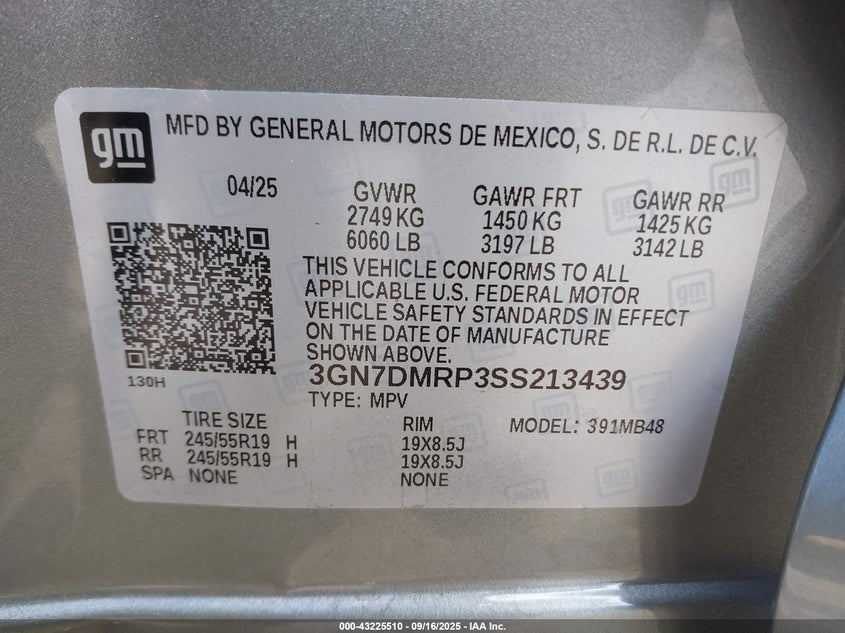 gm MFD BY GENERAL MOTORS DE MEXICO, S. DE R.L. DE C.V.
04/25 GVWR GAWR FRT GAWR RR
2749 KG 1450 KG 1425 KG
6060 LB 3197 LB 3142 LB
THIS VEHICLE CONFORMS TO ALL
APPLICABLE U.S. FEDERAL MOTOR
VEHICLE SAFETY STANDARDS IN EFFECT
ON THE DATE OF MANUFACTURE
SHOWN ABOVE.
130H 3GN7DMRP3SS213439
TYPE: MPV
TIRE SIZE RIM MODEL: 391MB48
FRT 245/55R19 H 19X8.5J
RR 245/55R19 H 19X8.5J
SPA NONE NONE
000-43225510 - 09/16/2025 - IAA Inc.